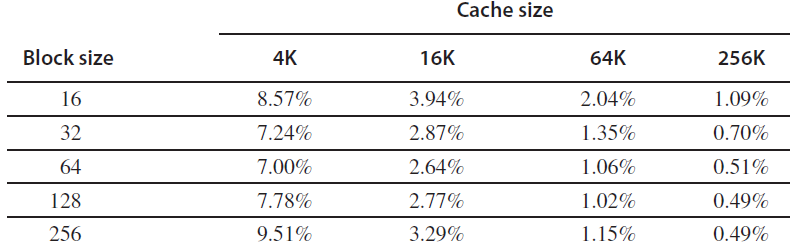 Cache size
Block size 4K 16K 64K 256K
16 8.57% 3.94% 2.04% 1.09%
32 7.24% 2.87% 1.35% 0.70%
64 7.00% 2.64% 1.06% 0.51%
128 7.78% 2.77% 1.02% 0.49%
256 9.51% 3.29% 1.15% 0.49%